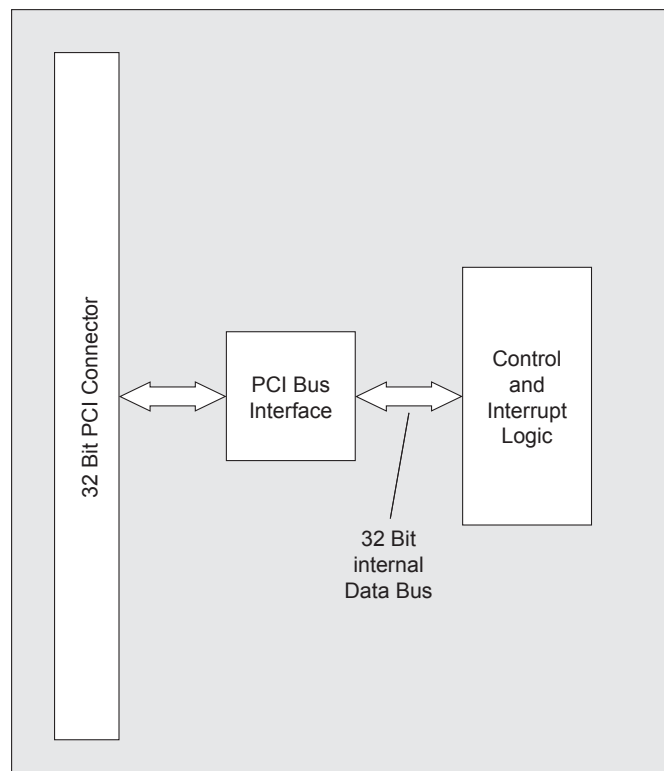 32 Bit PCI Connector
PCI Bus
Interface
Control
and
Interrupt
Logic
32 Bit
internal
Data Bus